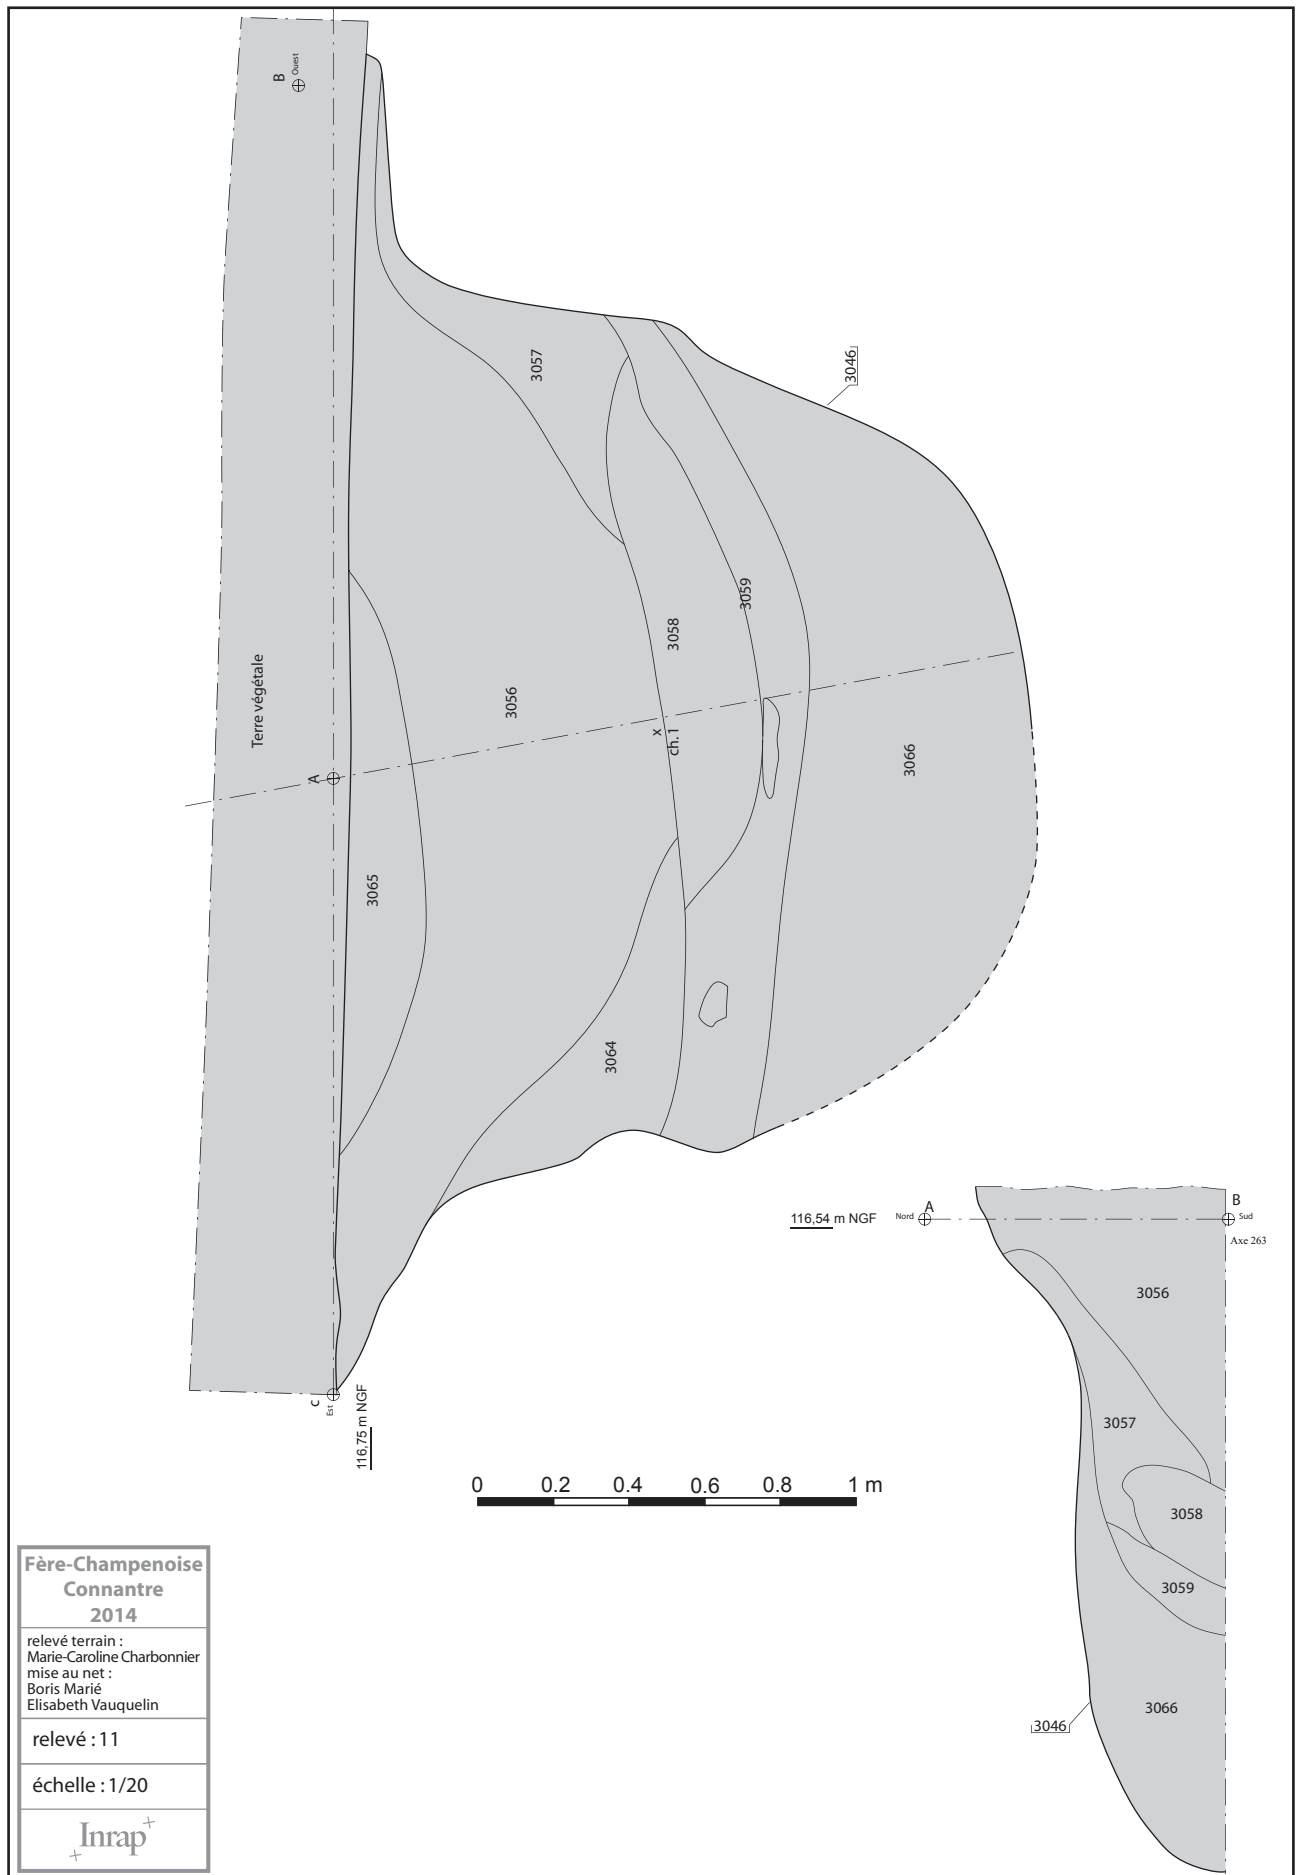 B
Ouest
3057
3046
3059
3058
Terre végétale
3056
x
ch.1
A
3066
3065
3064
C
Est
116,75 m NGF
116,54 m NGF
Nord
A
B
Sud
Axe 263
3056
3057
3058
3059
3066
3046
0 0.2 0.4 0.6 0.8 1 m
Fère-Champenoise
Connantre
2014
relevé terrain :
Marie-Caroline Charbonnier
mise au net :
Boris Marié
Elisabeth Vauquelin
relevé : 11
échelle : 1/20
Inrap